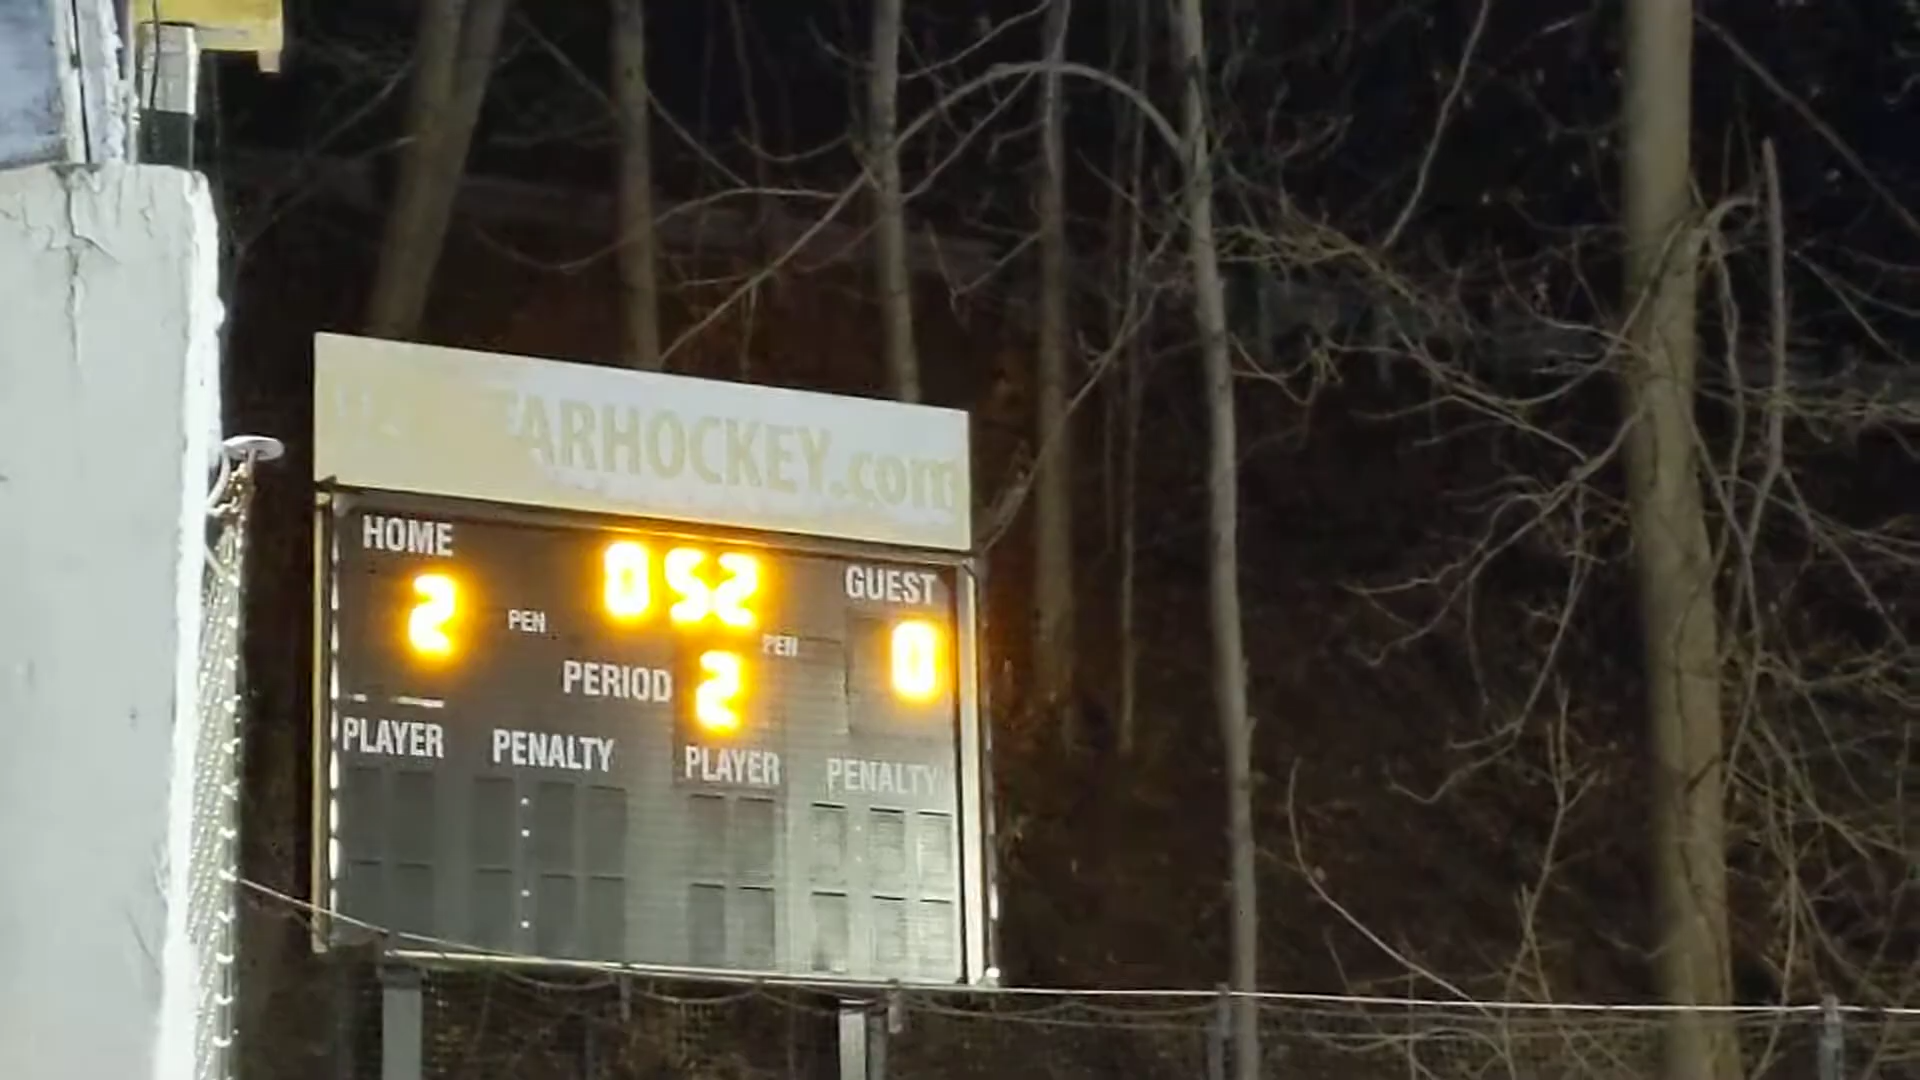 ARHOCKEY.com
HOME 0 52 GUEST
2 PEN PEN 0
PERIOD 2
PLAYER PENALTY PLAYER PENALTY